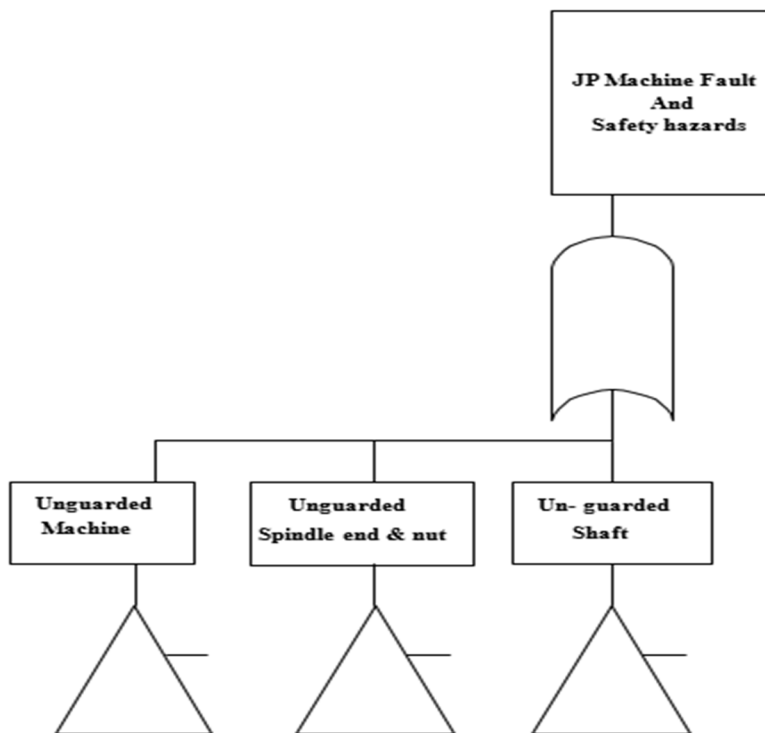 JP Machine Fault
And
Safety hazards
Unguarded
Machine
Unguarded
Spindle end & nut
Un- guarded
Shaft